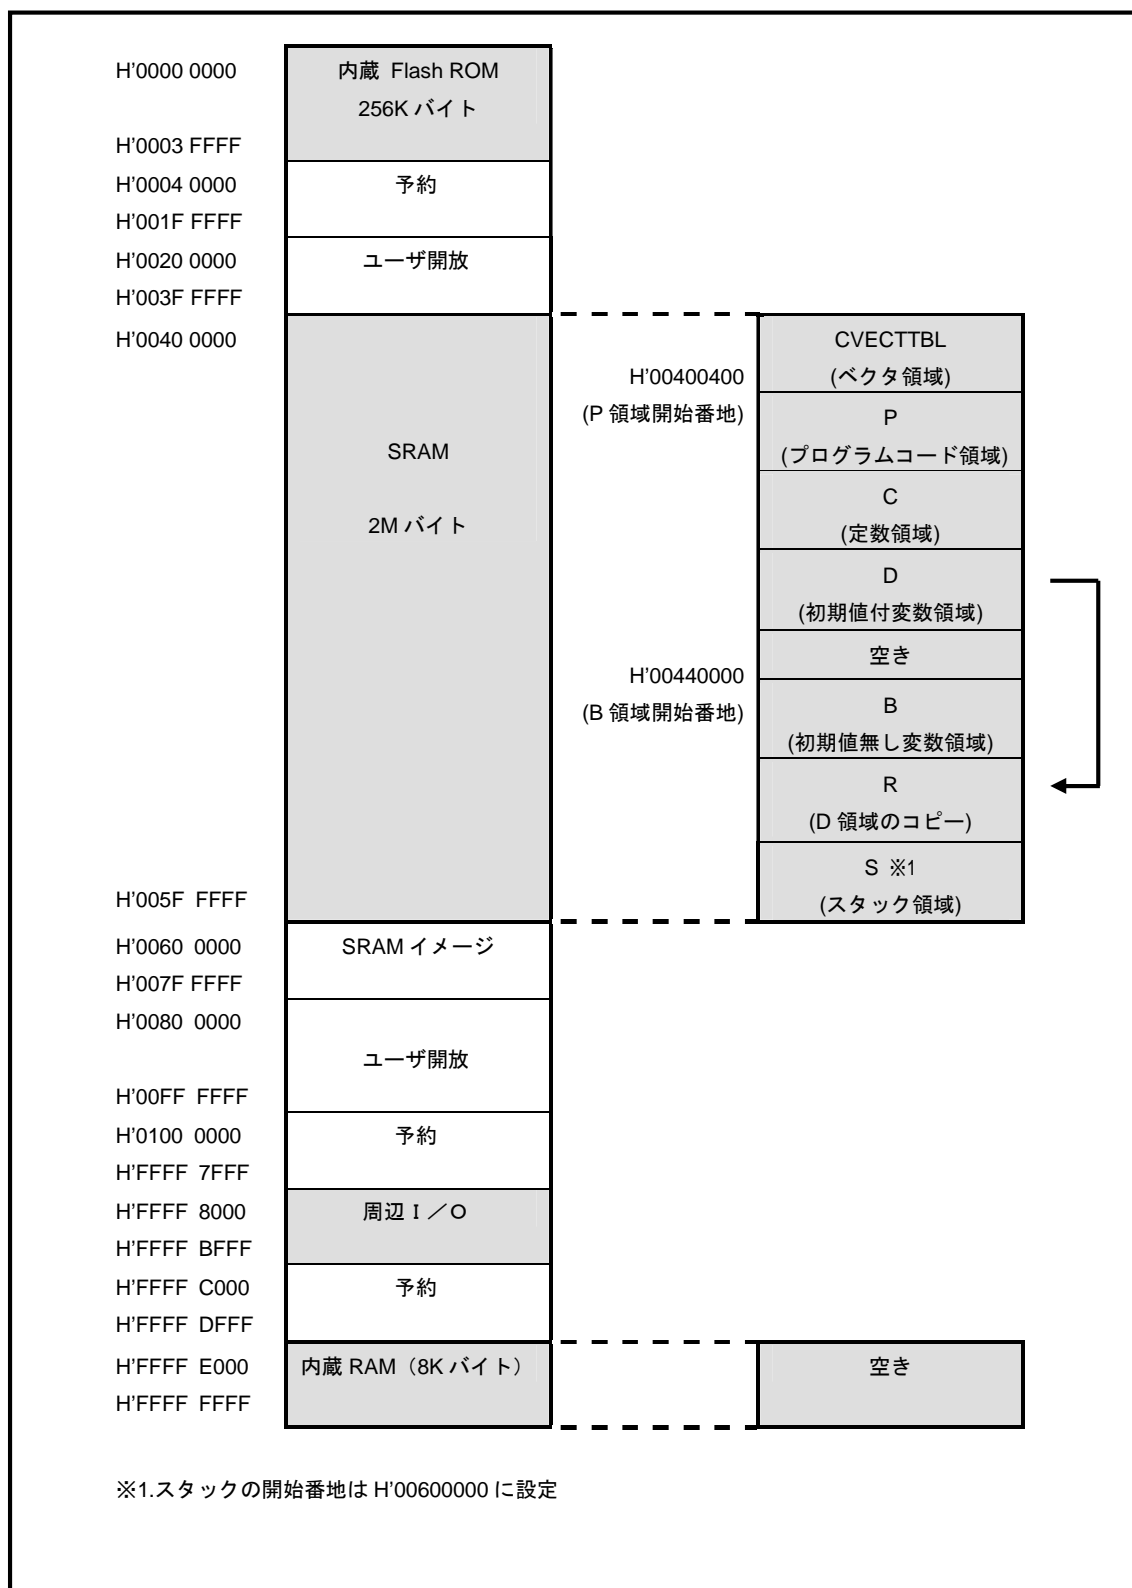 H'0000 0000
内蔵 Flash ROM
256K バイト
H'0003 FFFF
H'0004 0000
予約
H'001F FFFF
H'0020 0000
ユーザ開放
H'003F FFFF
H'0040 0000
SRAM
2M バイト
H'005F FFFF
CVECTTBL
(ベクタ領域)
H'00400400
(P 領域開始番地)
P
(プログラムコード領域)
C
(定数領域)
D
(初期値付変数領域)
空き
H'00440000
(B 領域開始番地)
B
(初期値無し変数領域)
R
(D 領域のコピー)
S ※1
(スタック領域)
H'0060 0000
SRAM イメージ
H'007F FFFF
H'0080 0000
ユーザ開放
H'00FF FFFF
H'0100 0000
予約
H'FFFF 7FFF
H'FFFF 8000
周辺Ⅰ/O
H'FFFF BFFF
H'FFFF C000
予約
H'FFFF DFFF
H'FFFF E000
内蔵 RAM(8K バイト)
空き
H'FFFF FFFF
※1.スタックの開始番地は H'00600000 に設定